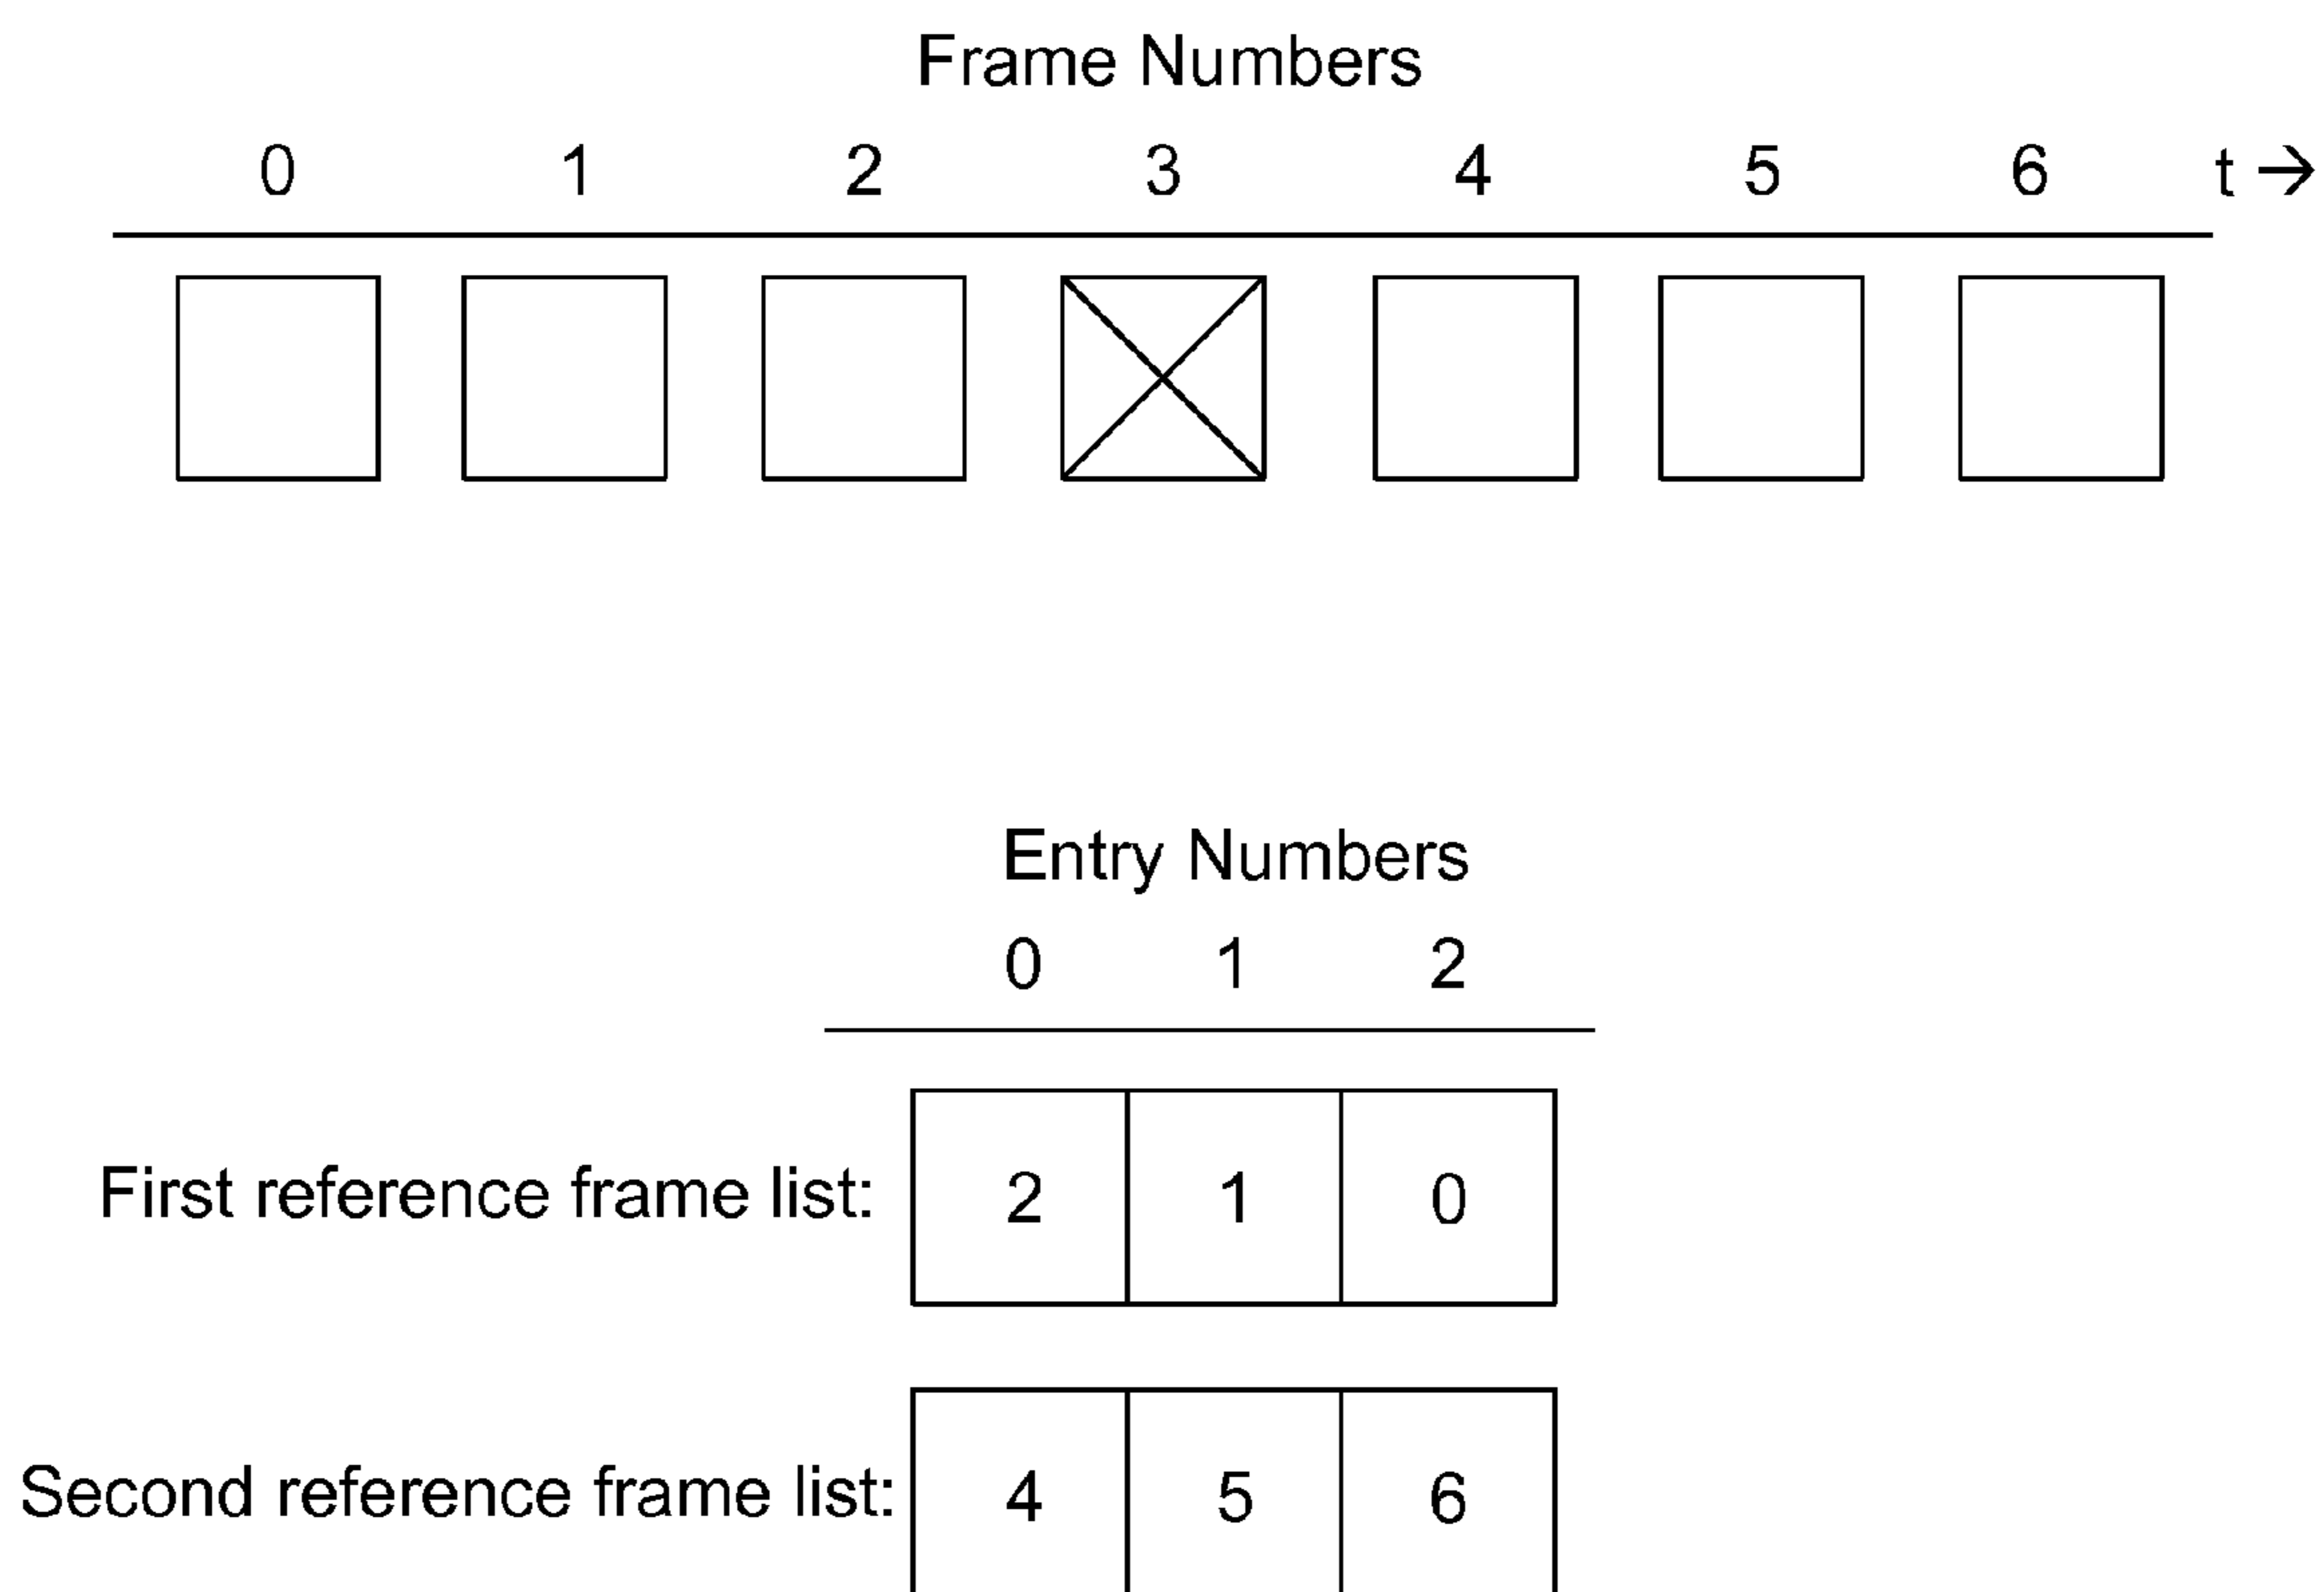 Frame Numbers
0 1 2 3 4 5 6 t →
Entry Numbers
0 1 2
First reference frame list: 2 1 0
Second reference frame list: 4 5 6